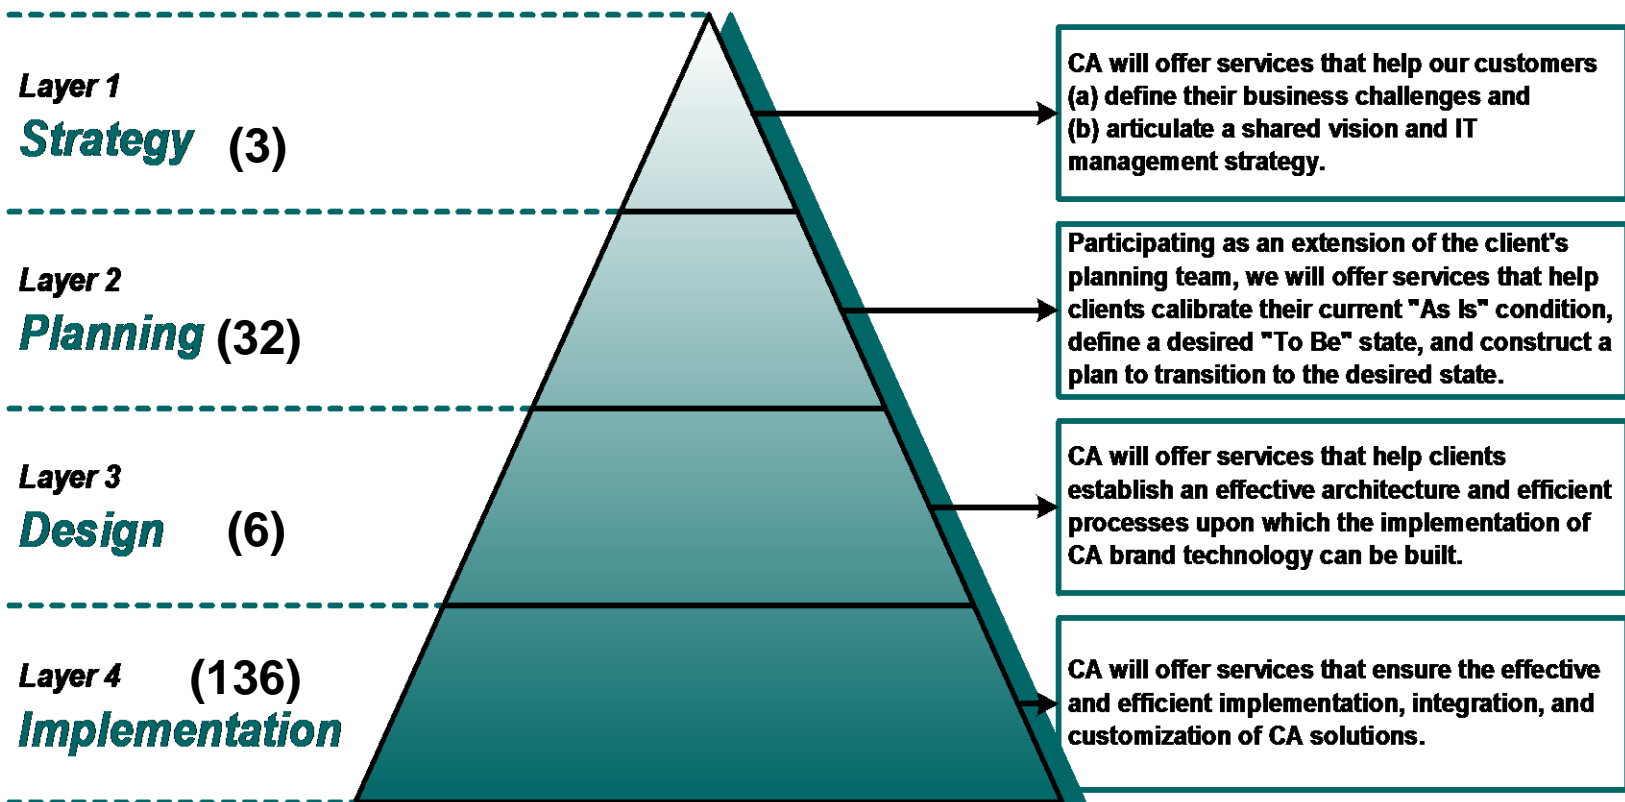 Layer 1
Strategy (3)
CA will offer services that help our customers
(a) define their business challenges and
(b) articulate a shared vision and IT
management strategy.
Layer 2
Planning (32)
Participating as an extension of the client's
planning team, we will offer services that help
clients calibrate their current "As Is" condition,
define a desired "To Be" state, and construct a
plan to transition to the desired state.
Layer 3
Design (6)
CA will offer services that help clients
establish an effective architecture and efficient
processes upon which the implementation of
CA brand technology can be built.
Layer 4 (136)
Implementation
CA will offer services that ensure the effective
and efficient implementation, integration, and
customization of CA solutions.